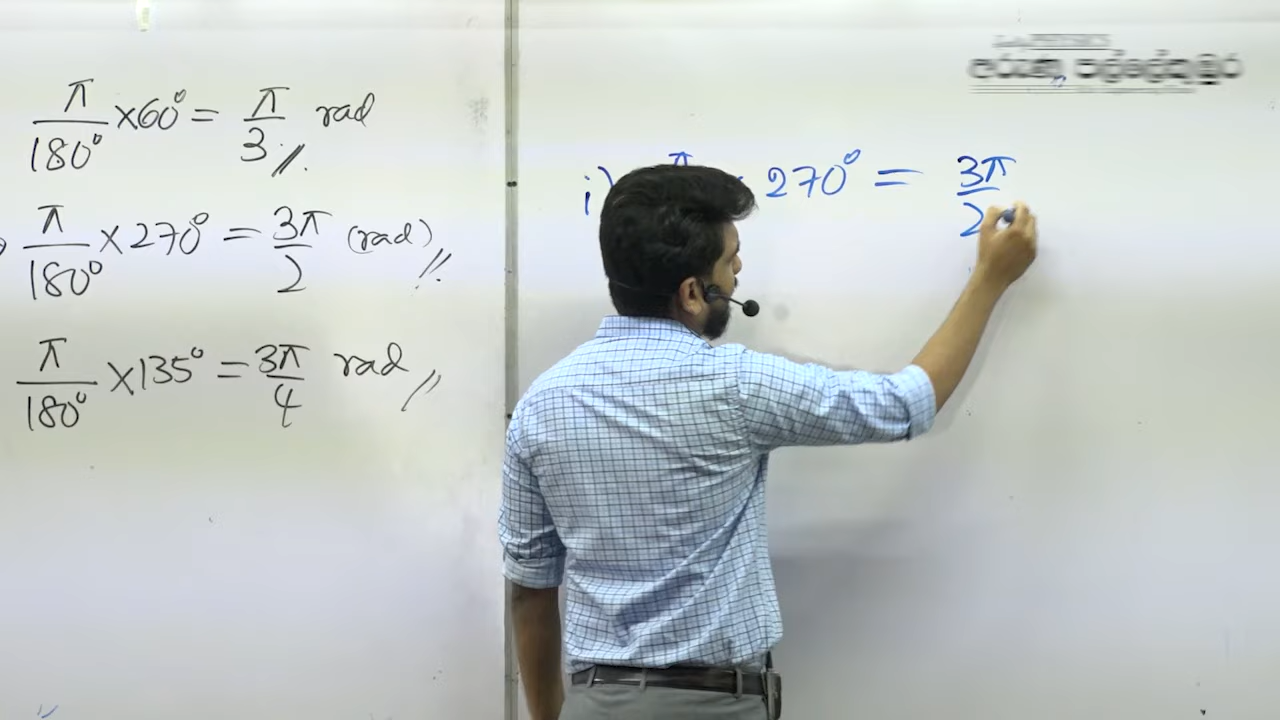 π/180° ×60° = π/3 rad
π/180° ×270° = 3π/2 (rad)
π/180° ×135° = 3π/4 rad
i) π 270° = 3π/2